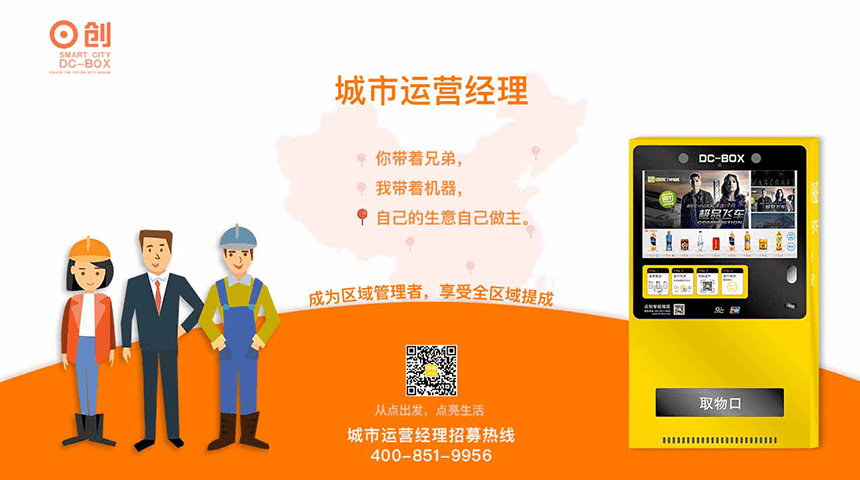 创
SMART CITY
DC-BOX
城市运营经理
你带着兄弟，
我带着机器，
自己的生意自己做主。
成为区域管理者，享受全区域提成
从点出发，点亮生活
城市运营经理招募热线
400-851-9956
DC-BOX
极品飞车
取物口